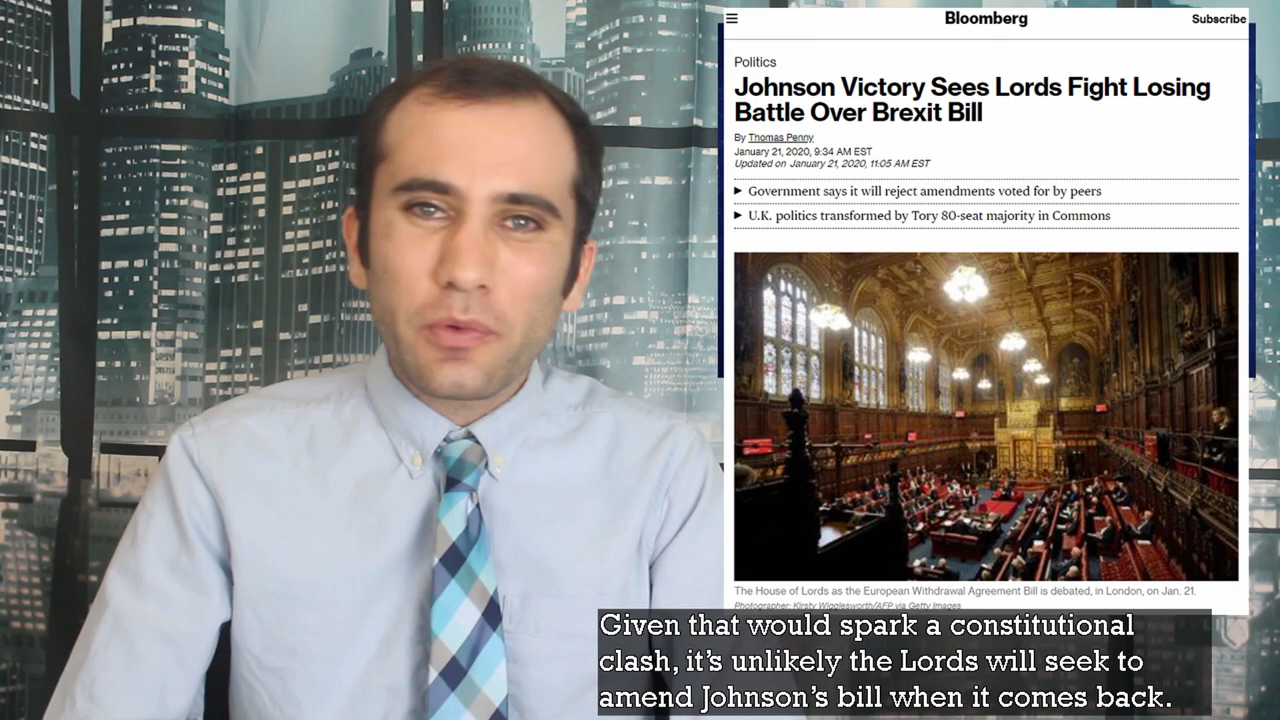 Bloomberg
Subscribe
Politics
Johnson Victory Sees Lords Fight Losing
Battle Over Brexit Bill
By Thomas Penny
January 21, 2020, 9:34 AM EST
Updated on January 21, 2020, 11:05 AM EST
Government says it will reject amendments voted for by peers
U.K. politics transformed by Tory 80-seat majority in Commons
The House of Lords as the European Withdrawal Agreement Bill is debated, in London, on Jan. 21.
Photographer: Kirsty Wigglesworth/AFP via Getty Images
Given that would spark a constitutional
clash, it's unlikely the Lords will seek to
amend Johnson's bill when it comes back.